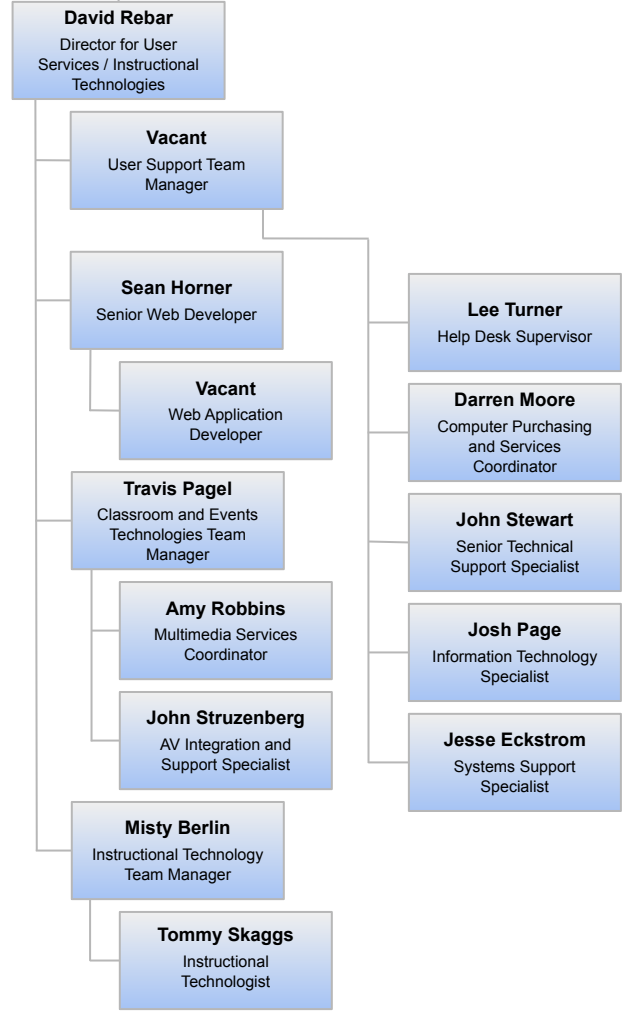 David Rebar
Director for User
Services / Instructional
Technologies
Vacant
User Support Team
Manager
Sean Horner
Senior Web Developer
Vacant
Web Application
Developer
Travis Pagel
Classroom and Events
Technologies Team
Manager
Amy Robbins
Multimedia Services
Coordinator
John Struzenberg
AV Integration and
Support Specialist
Misty Berlin
Instructional Technology
Team Manager
Tommy Skaggs
Instructional
Technologist
Lee Turner
Help Desk Supervisor
Darren Moore
Computer Purchasing
and Services
Coordinator
John Stewart
Senior Technical
Support Specialist
Josh Page
Information Technology
Specialist
Jesse Eckstrom
Systems Support
Specialist